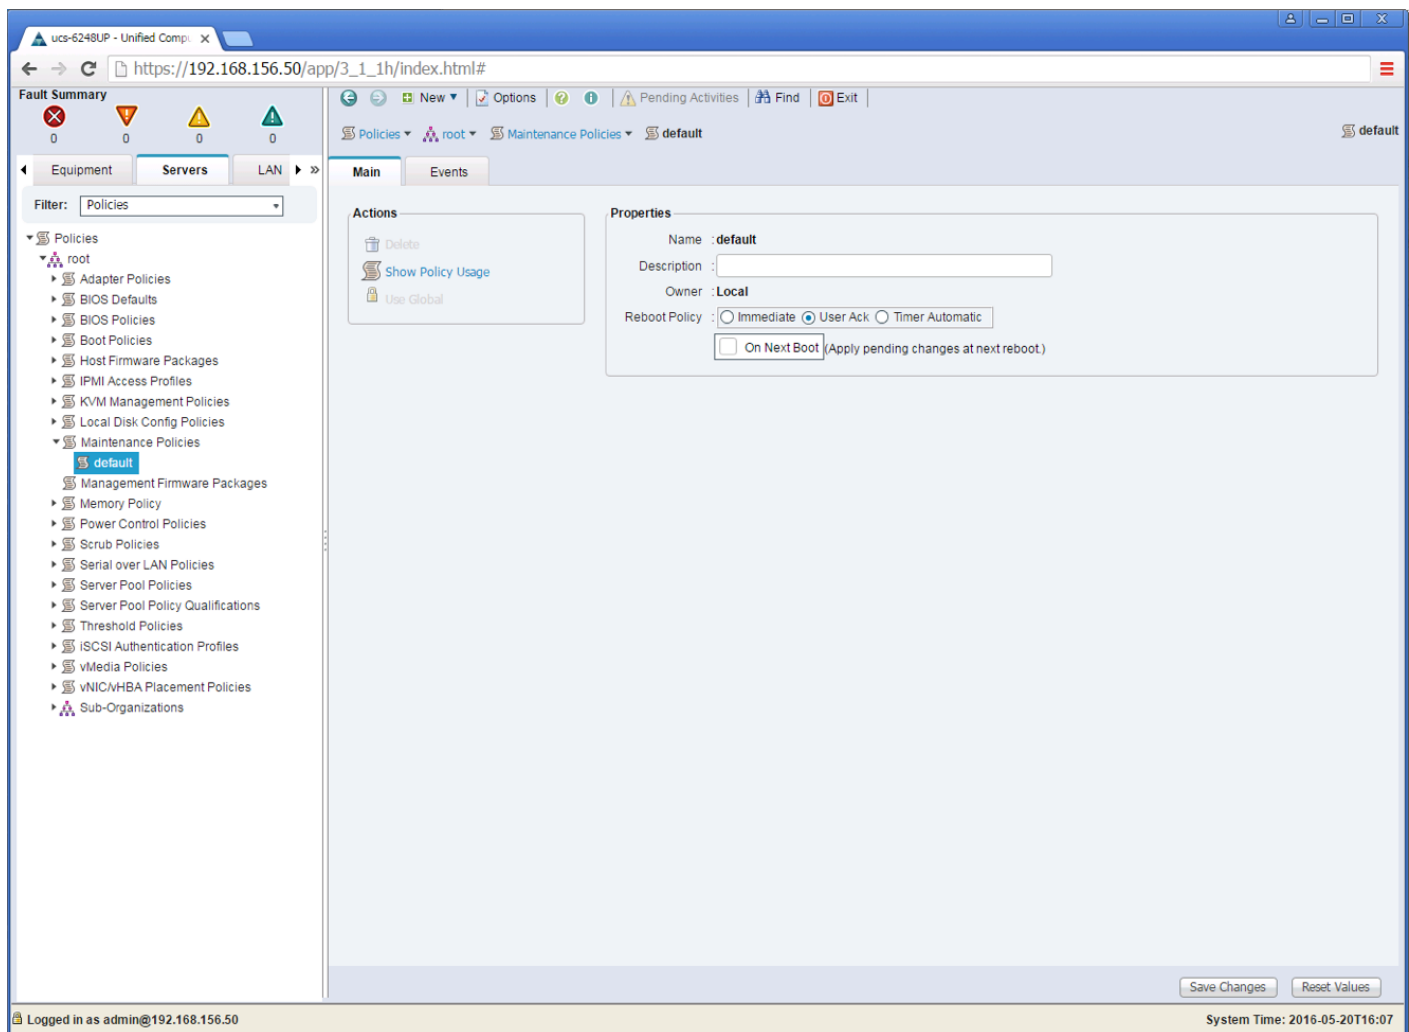 ucs-6248UP - Unified Compu
https://192.168.156.50/app/3_1_1h/index.html#
Fault Summary
0 0 0 0
New Options Pending Activities Find Exit
Policies root Maintenance Policies default
default
Equipment Servers LAN
Main Events
Filter: Policies
Policies
root
Adapter Policies
BIOS Defaults
BIOS Policies
Boot Policies
Host Firmware Packages
IPMI Access Profiles
KVM Management Policies
Local Disk Config Policies
Maintenance Policies
default
Management Firmware Packages
Memory Policy
Power Control Policies
Scrub Policies
Serial over LAN Policies
Server Pool Policies
Server Pool Policy Qualifications
Threshold Policies
iSCSI Authentication Profiles
vMedia Policies
vNIC/vHBA Placement Policies
Sub-Organizations
Actions
Delete
Show Policy Usage
Use Global
Properties
Name : default
Description :
Owner : Local
Reboot Policy : Immediate User Ack Timer Automatic
On Next Boot (Apply pending changes at next reboot.)
Save Changes Reset Values
Logged in as admin@192.168.156.50
System Time: 2016-05-20T16:07